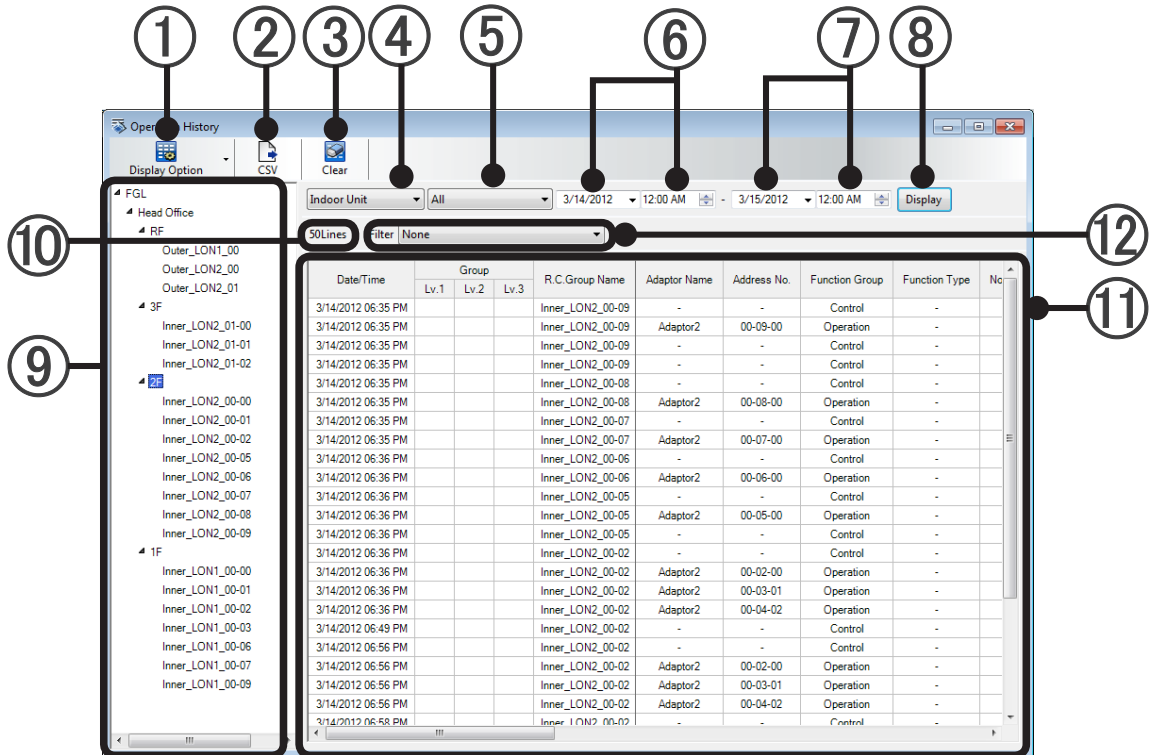 ① ② ③ ④ ⑤ ⑥ ⑦ ⑧
Oper History
Display Option CSV Clear
FGL
Head Office
RF
Outer_LON1_00
Outer_LON2_00
Outer_LON2_01
3F
Inner_LON2_01-00
Inner_LON2_01-01
Inner_LON2_01-02
2F
Inner_LON2_00-00
Inner_LON2_00-01
Inner_LON2_00-02
Inner_LON2_00-05
Inner_LON2_00-06
Inner_LON2_00-07
Inner_LON2_00-08
Inner_LON2_00-09
1F
Inner_LON1_00-00
Inner_LON1_00-01
Inner_LON1_00-02
Inner_LON1_00-03
Inner_LON1_00-06
Inner_LON1_00-07
Inner_LON1_00-09
⑨
⑩
Indoor Unit All 3/14/2012 12:00 AM - 3/15/2012 12:00 AM Display
50Lines Filter None
⑫
⑪
Date/Time Group R.C.Group Name Adaptor Name Address No. Function Group Function Type No
Lv.1 Lv.2 Lv.3
3/14/2012 06:35 PM Inner_LON2_00-09 - - Control -
3/14/2012 06:35 PM Inner_LON2_00-09 Adaptor2 00-09-00 Operation -
3/14/2012 06:35 PM Inner_LON2_00-09 - - Control -
3/14/2012 06:35 PM Inner_LON2_00-09 - - Control -
3/14/2012 06:35 PM Inner_LON2_00-08 - - Control -
3/14/2012 06:35 PM Inner_LON2_00-08 Adaptor2 00-08-00 Operation -
3/14/2012 06:35 PM Inner_LON2_00-07 - - Control -
3/14/2012 06:35 PM Inner_LON2_00-07 Adaptor2 00-07-00 Operation -
3/14/2012 06:36 PM Inner_LON2_00-06 - - Control -
3/14/2012 06:36 PM Inner_LON2_00-06 Adaptor2 00-06-00 Operation -
3/14/2012 06:36 PM Inner_LON2_00-05 - - Control -
3/14/2012 06:36 PM Inner_LON2_00-05 Adaptor2 00-05-00 Operation -
3/14/2012 06:36 PM Inner_LON2_00-05 - - Control -
3/14/2012 06:36 PM Inner_LON2_00-02 - - Control -
3/14/2012 06:36 PM Inner_LON2_00-02 Adaptor2 00-02-00 Operation -
3/14/2012 06:36 PM Inner_LON2_00-02 Adaptor2 00-03-01 Operation -
3/14/2012 06:36 PM Inner_LON2_00-02 Adaptor2 00-04-02 Operation -
3/14/2012 06:49 PM Inner_LON2_00-02 - - Control -
3/14/2012 06:56 PM Inner_LON2_00-02 - - Control -
3/14/2012 06:56 PM Inner_LON2_00-02 Adaptor2 00-02-00 Operation -
3/14/2012 06:56 PM Inner_LON2_00-02 Adaptor2 00-03-01 Operation -
3/14/2012 06:56 PM Inner_LON2_00-02 Adaptor2 00-04-02 Operation -
3/14/2012 06:58 PM Inner_LON2_00-02 - - Control -